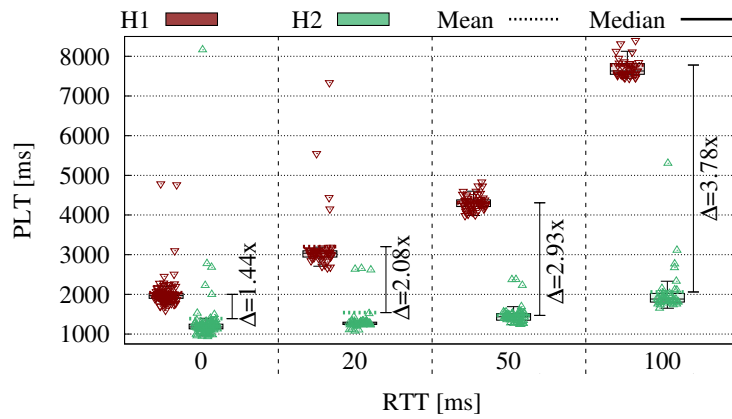 H1 H2 Mean Median
PLT [ms]
8000
7000
6000
5000
4000
3000
2000
1000
Δ=1.44x
Δ=2.08x
Δ=2.93x
Δ=3.78x
0 20 50 100
RTT [ms]